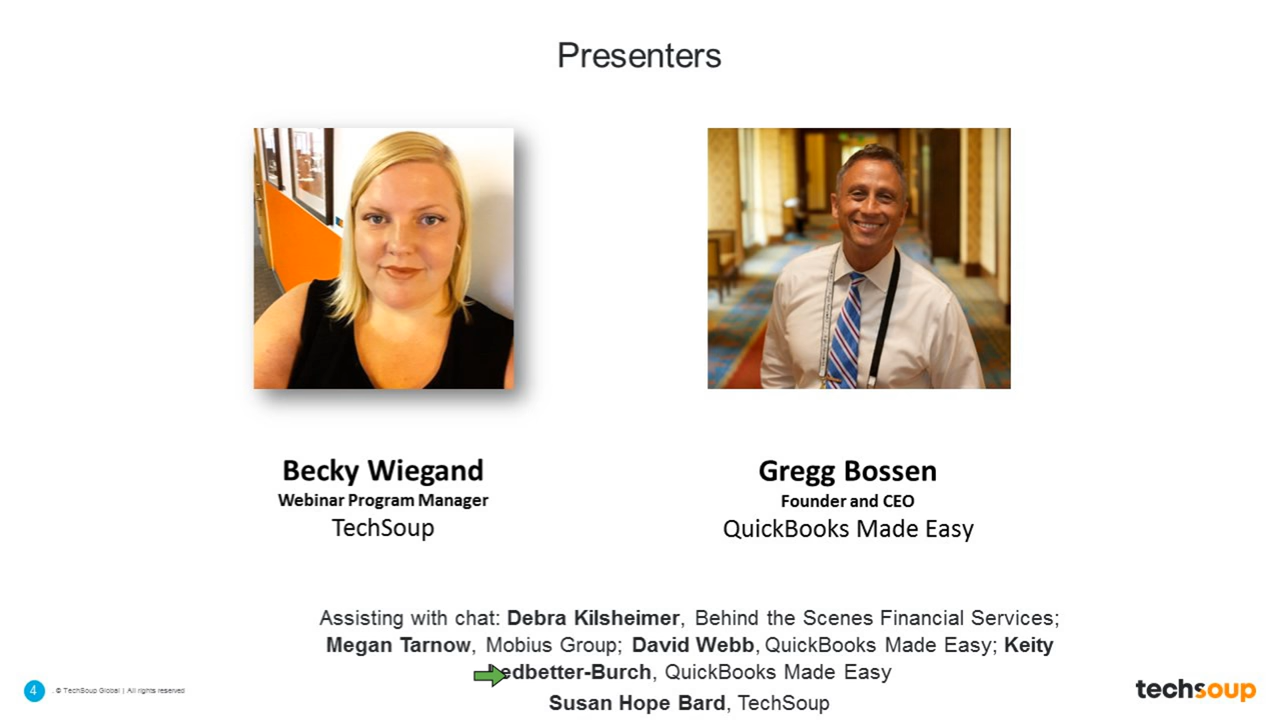 Presenters
Becky Wiegand
Webinar Program Manager
TechSoup
Gregg Bossen
Founder and CEO
QuickBooks Made Easy
Assisting with chat: Debra Kilsheimer, Behind the Scenes Financial Services;
Megan Tarnow, Mobius Group; David Webb, QuickBooks Made Easy; Keity
edbetter-Burch, QuickBooks Made Easy
Susan Hope Bard, TechSoup
4 . © TechSoup Global | All rights reserved
techsoup